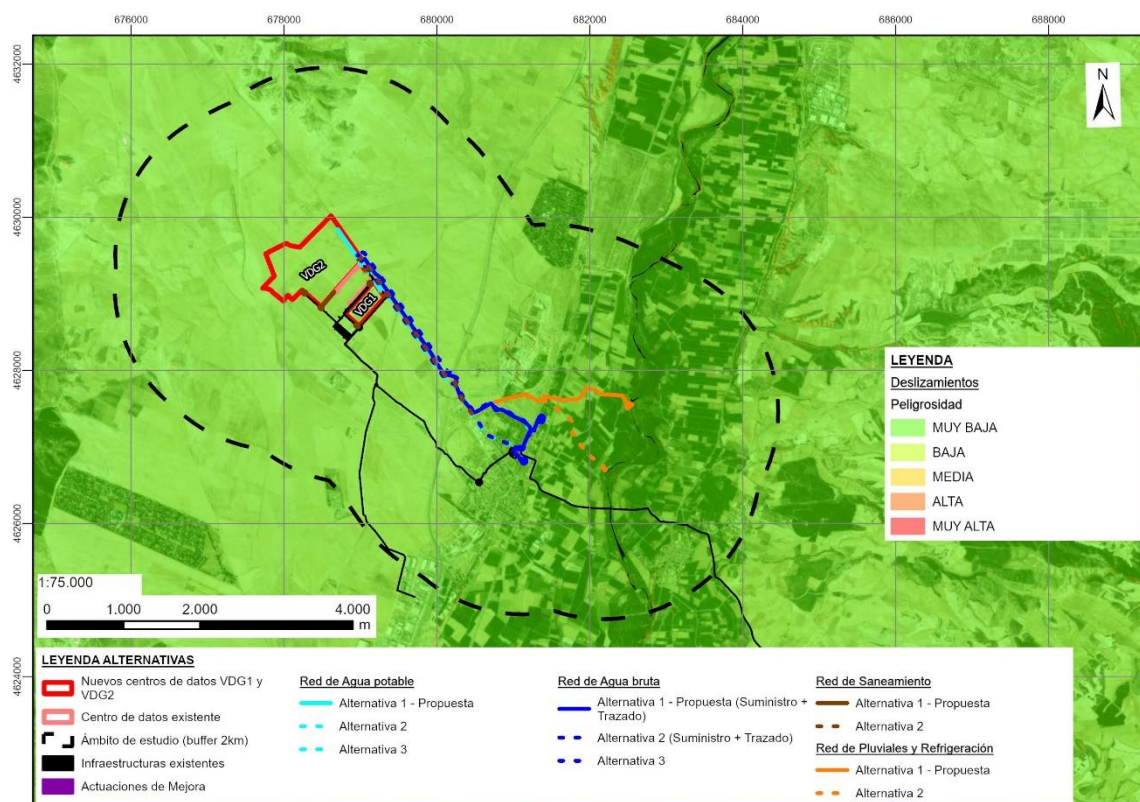 676000 678000 680000 682000 684000 686000 688000
4632000
N
4630000
VDG2
VDG1
4628000
LEYENDA
Deslizamientos
Peligrosidad
MUY BAJA
BAJA
MEDIA
ALTA
MUY ALTA
4626000
1:75.000
0 1.000 2.000 4.000
m
4624000
LEYENDA ALTERNATIVAS
Nuevos centros de datos VDG1 y
VDG2
Centro de datos existente
Ámbito de estudio (buffer 2km)
Infraestructuras existentes
Actuaciones de Mejora
Red de Agua potable
Alternativa 1 - Propuesta
Alternativa 2
Alternativa 3
Red de Agua bruta
Alternativa 1 - Propuesta (Suministro +
Trazado)
Alternativa 2 (Suministro + Trazado)
Alternativa 3
Red de Saneamiento
Alternativa 1 - Propuesta
Alternativa 2
Red de Pluviales y Refrigeración
Alternativa 1 - Propuesta
Alternativa 2